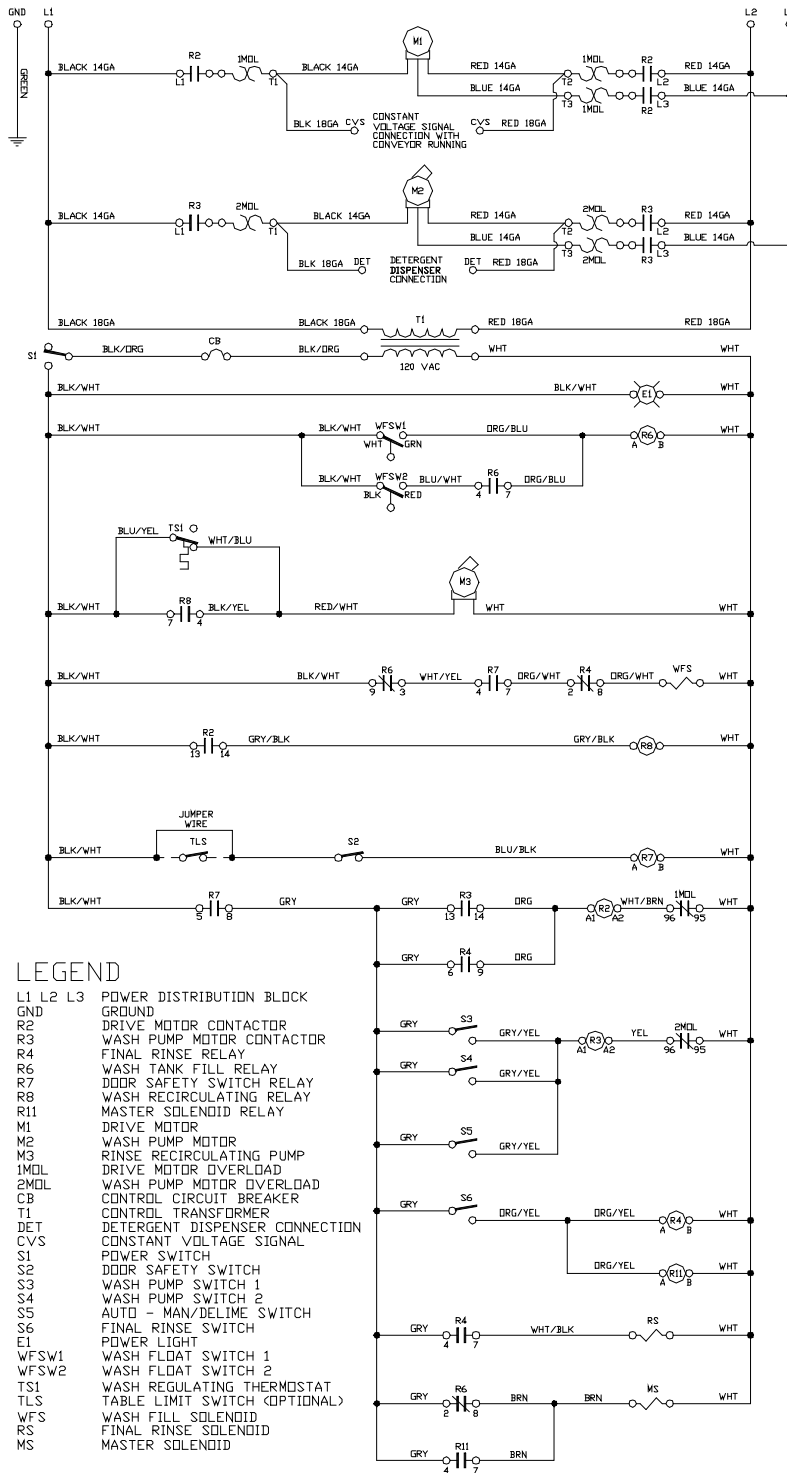 GND L1 L2 L
GREEN
M1
BLACK 14GA R2 1MOL BLACK 14GA RED 14GA 1MOL R2 RED 14GA
L1 T1 T2 L2
BLUE 14GA BLUE 14GA
T3 1MOL R2 L3
BLK 18GA CVS CONSTANT VOLTAGE SIGNAL CONNECTION WITH CONVEYOR RUNNING CVS RED 18GA
M2
BLACK 14GA R3 2MOL BLACK 14GA RED 14GA 2MOL R3 RED 14GA
L1 T1 T2 L2
BLUE 14GA BLUE 14GA
T3 2MOL R3 L3
BLK 18GA DET DETERGENT DISPENSER CONNECTION DET RED 18GA
BLACK 18GA BLACK 18GA T1 RED 18GA RED 18GA
S1 BLK/ORG CB BLK/ORG 120 VAC WHT WHT
BLK/WHT BLK/WHT E1 WHT
BLK/WHT BLK/WHT WFSW1 ORG/BLU R6 WHT
WHT GRN A B
BLK/WHT WFSW2 BLU/WHT R6 ORG/BLU
BLK RED 4 7
BLU/YEL TS1 WHT/BLU
M3
BLK/WHT R8 BLK/YEL RED/WHT WHT WHT
7 4
BLK/WHT BLK/WHT R6 WHT/YEL R7 ORG/WHT R4 ORG/WHT WFS WHT
9 3 4 7 2 8
BLK/WHT R2 GRY/BLK GRY/BLK R8 WHT
13 14
JUMPER WIRE
BLK/WHT TLS S2 BLU/BLK R7 WHT
A B
BLK/WHT R7 GRY GRY R3 ORG R2 WHT/BRN 1MOL WHT
5 8 13 14 A1 A2 96 95
GRY R4 ORG
6 9
GRY S3 GRY/YEL R3 YEL 2MOL WHT
A1 A2 96 95
GRY S4 GRY/YEL
GRY S5 GRY/YEL
GRY S6 ORG/YEL ORG/YEL R4 WHT
A B
ORG/YEL R11 WHT
A B
GRY R4 WHT/BLK RS WHT
4 7
GRY R6 BRN BRN MS WHT
2 8
GRY R11 BRN
4 7
LEGEND
L1 L2 L3 POWER DISTRIBUTION BLOCK
GND GROUND
R2 DRIVE MOTOR CONTACTOR
R3 WASH PUMP MOTOR CONTACTOR
R4 FINAL RINSE RELAY
R6 WASH TANK FILL RELAY
R7 DOOR SAFETY SWITCH RELAY
R8 WASH RECIRCULATING RELAY
R11 MASTER SOLENOID RELAY
M1 DRIVE MOTOR
M2 WASH PUMP MOTOR
M3 RINSE RECIRCULATING PUMP
1MOL DRIVE MOTOR OVERLOAD
2MOL WASH PUMP MOTOR OVERLOAD
CB CONTROL CIRCUIT BREAKER
T1 CONTROL TRANSFORMER
DET DETERGENT DISPENSER CONNECTION
CVS CONSTANT VOLTAGE SIGNAL
S1 POWER SWITCH
S2 DOOR SAFETY SWITCH
S3 WASH PUMP SWITCH 1
S4 WASH PUMP SWITCH 2
S5 AUTO - MAN/DELIME SWITCH
S6 FINAL RINSE SWITCH
E1 POWER LIGHT
WFSW1 WASH FLOAT SWITCH 1
WFSW2 WASH FLOAT SWITCH 2
TS1 WASH REGULATING THERMOSTAT
TLS TABLE LIMIT SWITCH (OPTIONAL)
WFS WASH FILL SOLENOID
RS FINAL RINSE SOLENOID
MS MASTER SOLENOID